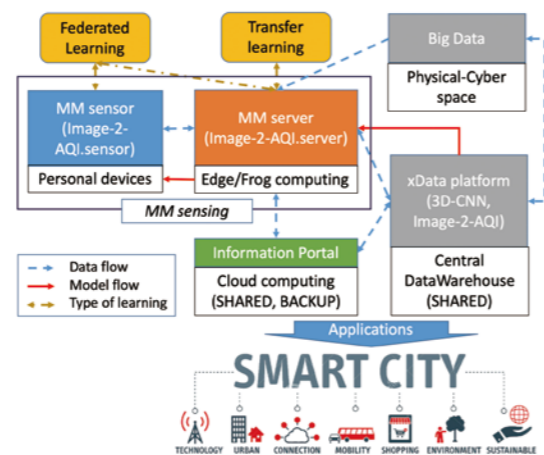 Federated
Learning
Transfer
learning
Big Data
Physical-Cyber
space
MM sensor
(Image-2-
AQI.sensor)
Personal devices
MM server
(Image-2-AQI.server)
Edge/Frog computing
MM sensing
xData platform
(3D-CNN,
Image-2-AQI)
Central
DataWarehouse
(SHARED)
Information Portal
Cloud computing
(SHARED, BACKUP)
Data flow
Model flow
Type of learning
Applications
SMART CITY
TECHNOLOGY
URBAN
CONNECTION
MOBILITY
SHOPPING
ENVIRONMENT
SUSTAINABLE